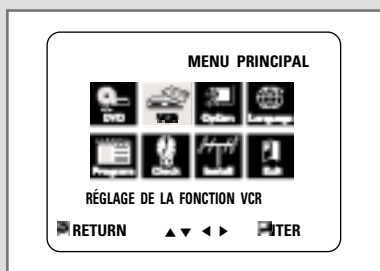 MENU PRINCIPAL
DVD VCR Option Language
Program Clock Install Exit
RÉGLAGE DE LA FONCTION VCR
RETURN ▲▼ ◄ ► ITER